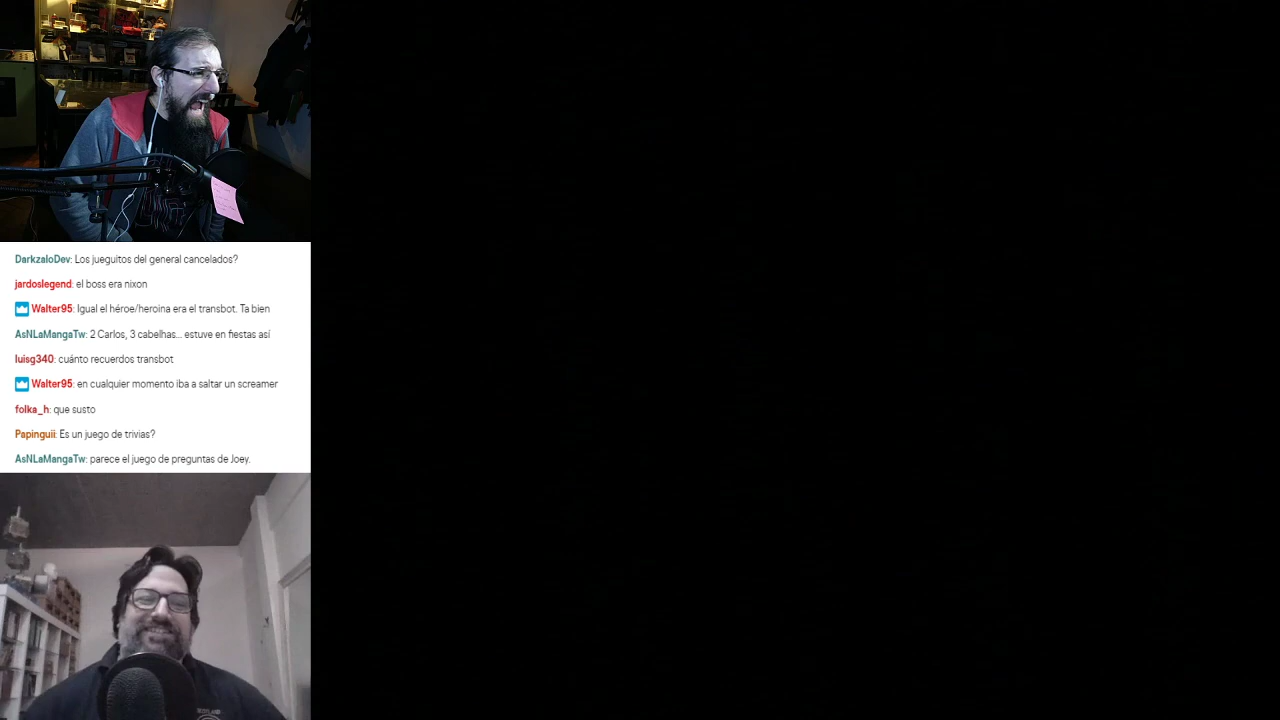 DarkzaloDev: Los jueguitos del general cancelados?
jardoslegend: el boss era nixon
Walter95: Igual el héroe/heroina era el transbot. Ta bien
AsNLaMangaTw: 2 Carlos, 3 cabelhas... estuve en fiestas así
luisg340: cuánto recuerdos transbot
Walter95: en cualquier momento iba a saltar un screamer
folka_h: que susto
Papinguii: Es un juego de trivias?
AsNLaMangaTw: parece el juego de preguntas de Joey.